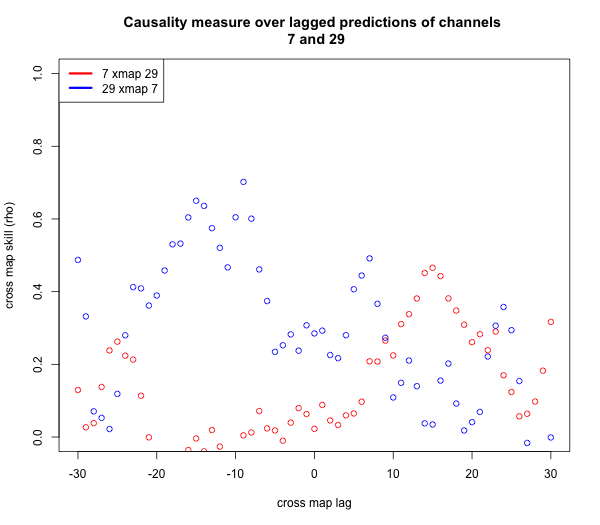 Causality measure over lagged predictions of channels
7 and 29
7 xmap 29
29 xmap 7
cross map skill (rho)
1.0
0.8
0.6
0.4
0.2
0.0
-30
-20
-10
0
10
20
30
cross map lag